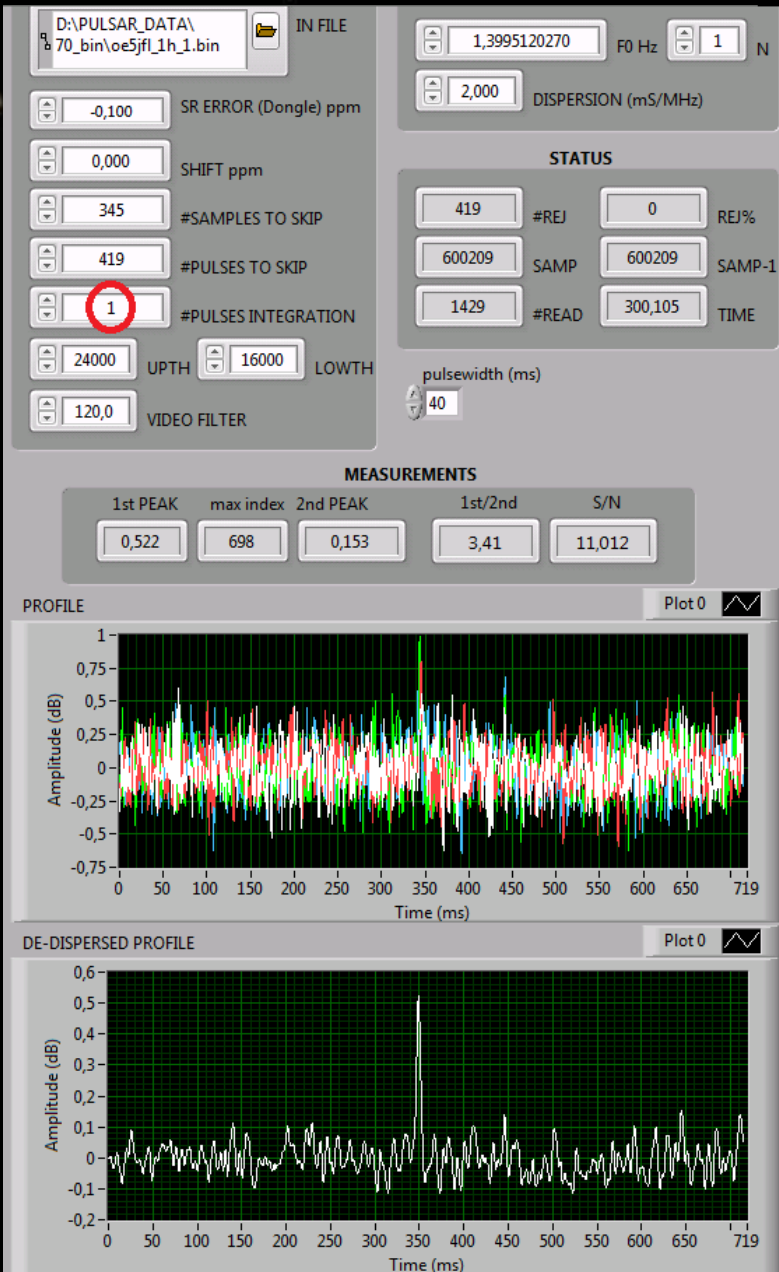 D:\PULSAR_DATA\
70_bin\oe5jfl_1h_1.bin
IN FILE
-0,100 SR ERROR (Dongle) ppm
0,000 SHIFT ppm
345 #SAMPLES TO SKIP
419 #PULSES TO SKIP
1 #PULSES INTEGRATION
24000 UPTH 16000 LOWTH
120,0 VIDEO FILTER
1,3995120270 F0 Hz 1 N
2,000 DISPERSION (mS/MHz)
STATUS
419 #REJ 0 REJ%
600209 SAMP 600209 SAMP-1
1429 #READ 300,105 TIME
pulsewidth (ms)
40
MEASUREMENTS
1st PEAK max index 2nd PEAK 1st/2nd S/N
0,522 698 0,153 3,41 11,012
PROFILE Plot 0
1
0,75
0,5
0,25
0
-0,25
-0,5
-0,75
Amplitude (dB)
0 50 100 150 200 250 300 350 400 450 500 550 600 650 719
Time (ms)
DE-DISPERSED PROFILE Plot 0
0,6
0,5
0,4
0,3
0,2
0,1
0
-0,1
-0,2
Amplitude (dB)
0 50 100 150 200 250 300 350 400 450 500 550 600 650 719
Time (ms)